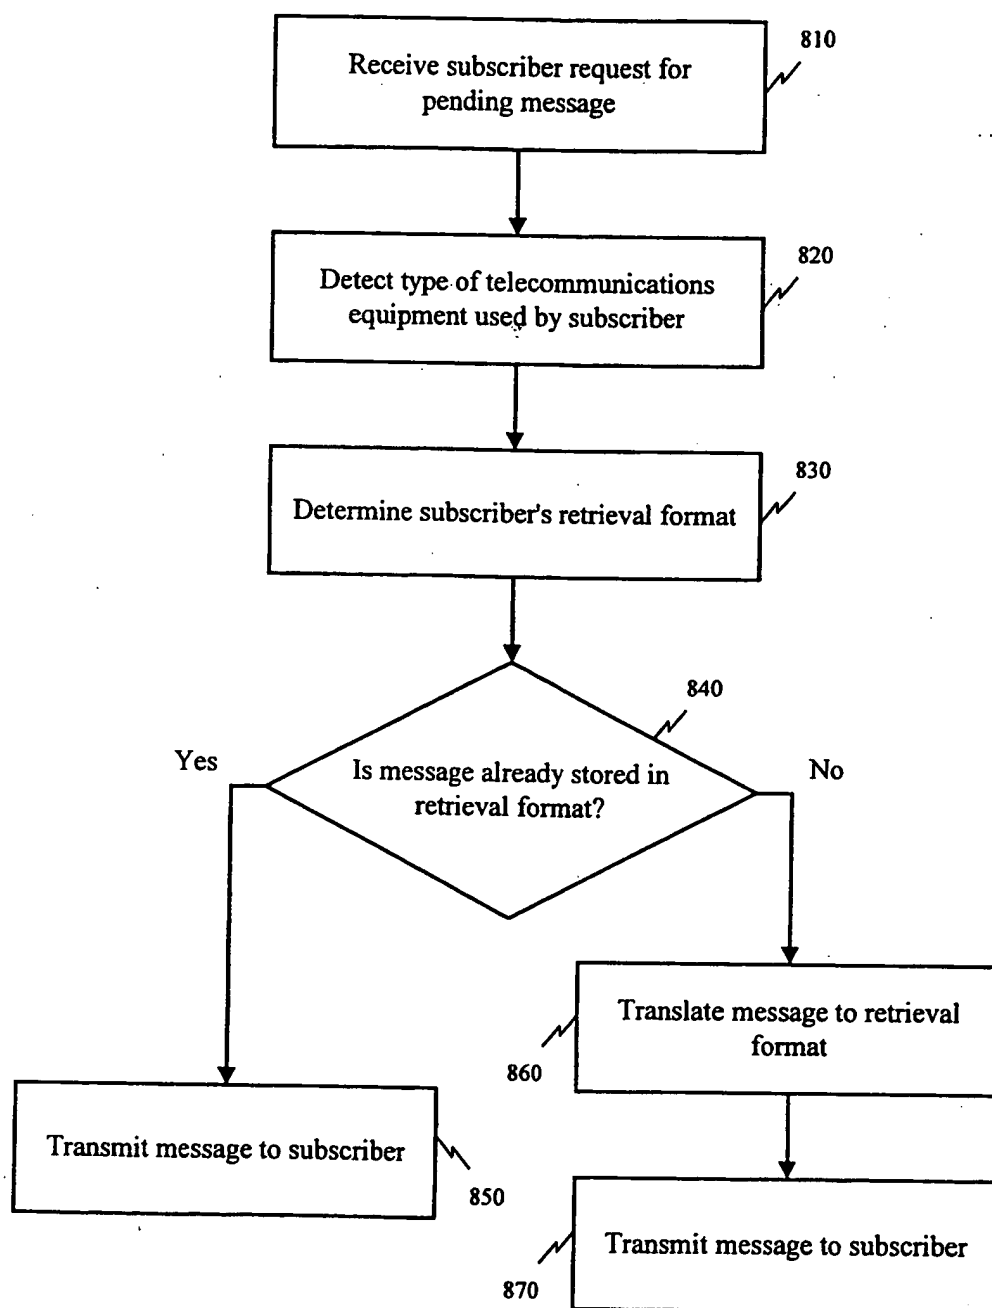 810
Receive subscriber request for
pending message
820
Detect type of telecommunications
equipment used by subscriber
830
Determine subscriber's retrieval format
840
Yes
Is message already stored in
retrieval format?
No
Translate message to retrieval
format
860
Transmit message to subscriber
850
Transmit message to subscriber
870